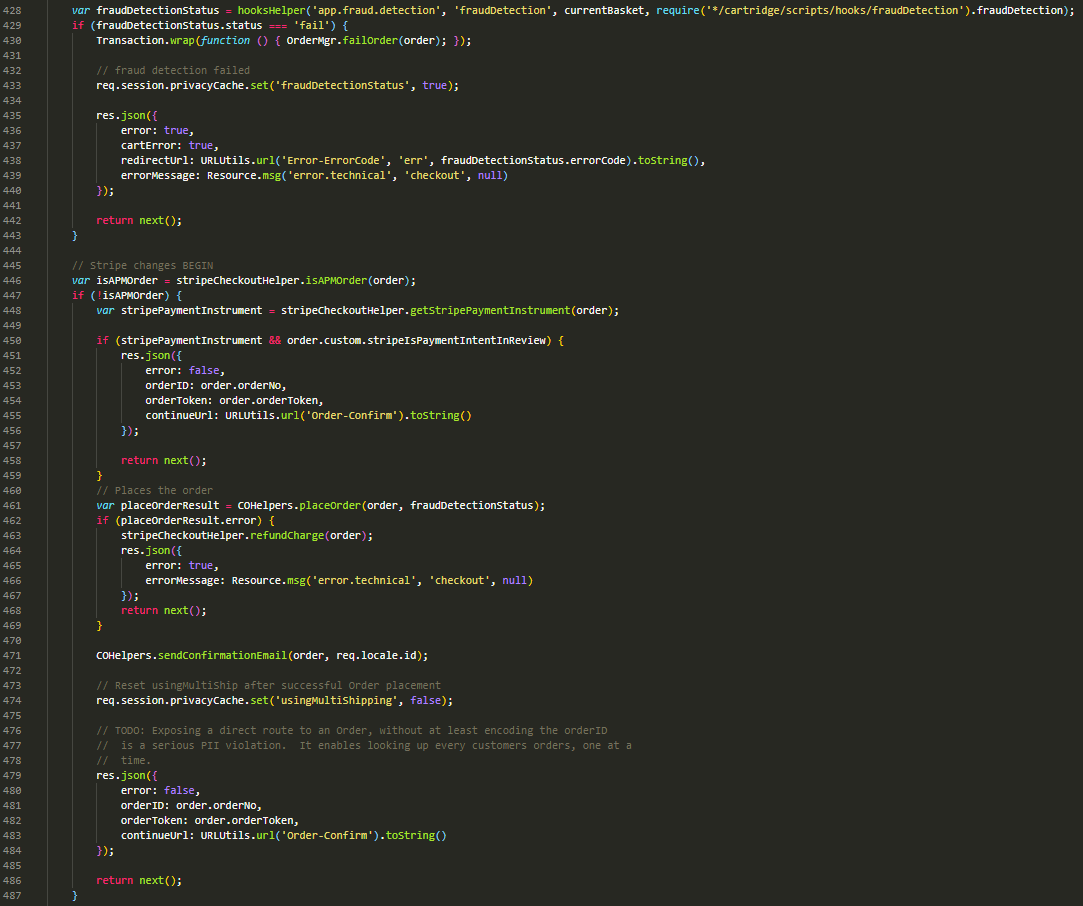 428 var fraudDetectionStatus = hooksHelper('app.fraud.detection', 'fraudDetection', currentBasket, require('*/cartridge/scripts/hooks/fraudDetection').fraudDetection);
429 if (fraudDetectionStatus.status === 'fail') {
430 Transaction.wrap(function () { OrderMgr.failOrder(order); });
431
432 // fraud detection failed
433 req.session.privacyCache.set('fraudDetectionStatus', true);
434
435 res.json({
436 error: true,
437 cartError: true,
438 redirectUrl: URLUtils.url('Error-ErrorCode', 'err', fraudDetectionStatus.errorCode).toString(),
439 errorMessage: Resource.msg('error.technical', 'checkout', null)
440 });
441
442 return next();
443 }
444
445 // Stripe changes BEGIN
446 var isAPMOrder = stripeCheckoutHelper.isAPMOrder(order);
447 if (!isAPMOrder) {
448 var stripePaymentInstrument = stripeCheckoutHelper.getStripePaymentInstrument(order);
449
450 if (stripePaymentInstrument && order.custom.stripeIsPaymentIntentInReview) {
451 res.json({
452 error: false,
453 orderID: order.orderNo,
454 orderToken: order.orderToken,
455 continueUrl: URLUtils.url('Order-Confirm').toString()
456 });
457
458 return next();
459 }
460 // Places the order
461 var placeOrderResult = COHelpers.placeOrder(order, fraudDetectionStatus);
462 if (placeOrderResult.error) {
463 stripeCheckoutHelper.refundCharge(order);
464 res.json({
465 error: true,
466 errorMessage: Resource.msg('error.technical', 'checkout', null)
467 });
468 return next();
469 }
470
471 COHelpers.sendConfirmationEmail(order, req.locale.id);
472
473 // Reset usingMultiShip after successful Order placement
474 req.session.privacyCache.set('usingMultiShipping', false);
475
476 // TODO: Exposing a direct route to an Order, without at least encoding the orderID
477 //  is a serious PII violation.  It enables looking up every customers orders, one at a
478 //  time.
479 res.json({
480 error: false,
481 orderID: order.orderNo,
482 orderToken: order.orderToken,
483 continueUrl: URLUtils.url('Order-Confirm').toString()
484 });
485
486 return next();
487 }